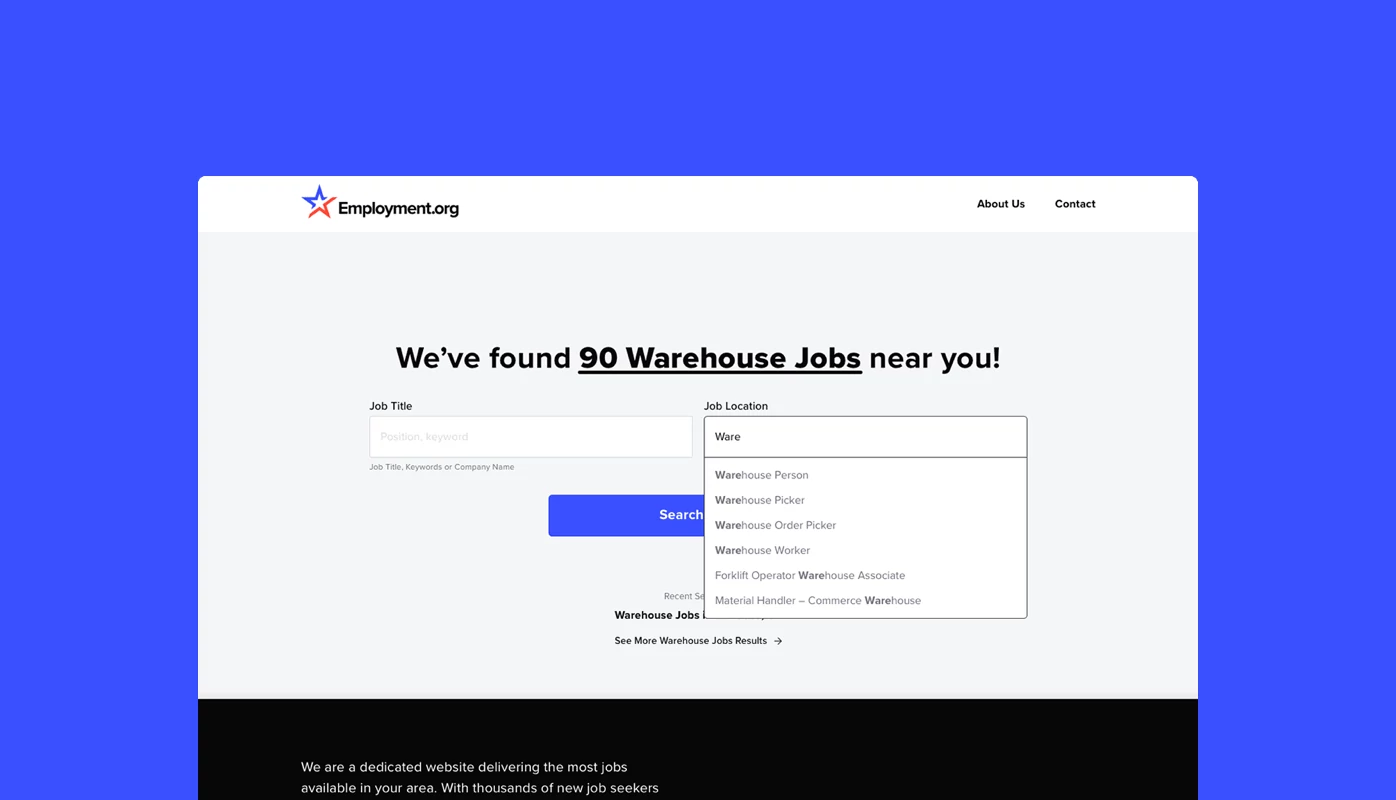 Employment.org
About Us
Contact
We’ve found 90 Warehouse Jobs near you!
Job Title
Job Location
Position, keyword
Ware
Job Title, Keywords or Company Name
Warehouse Person
Warehouse Picker
Warehouse Order Picker
Warehouse Worker
Forklift Operator Warehouse Associate
Material Handler – Commerce Warehouse
Search
Recent
Warehouse Jobs
See More Warehouse Jobs Results →
We are a dedicated website delivering the most jobs
available in your area. With thousands of new job seekers